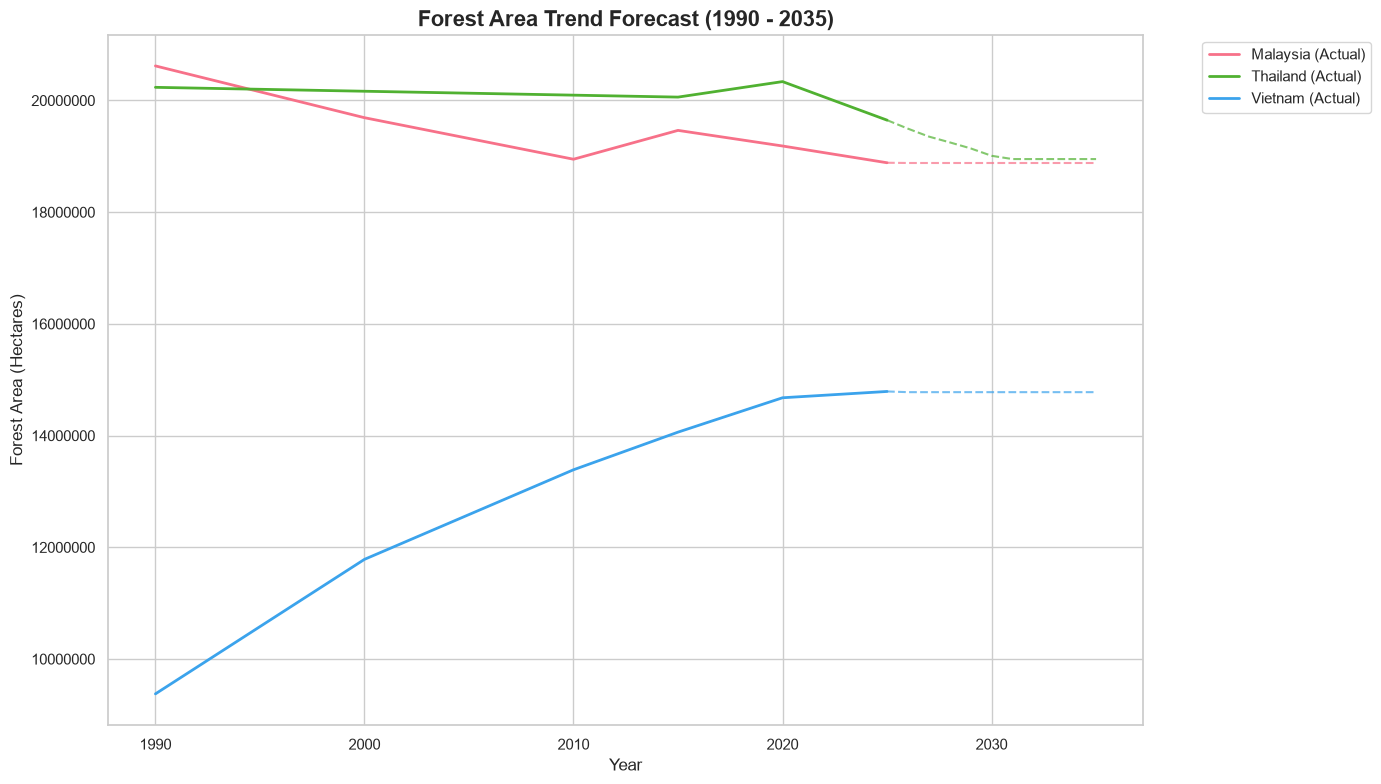 Forest Area Trend Forecast (1990 - 2035)
Malaysia (Actual)
Thailand (Actual)
Vietnam (Actual)
Forest Area (Hectares)
20000000
18000000
16000000
14000000
12000000
10000000
1990
2000
2010
2020
2030
Year